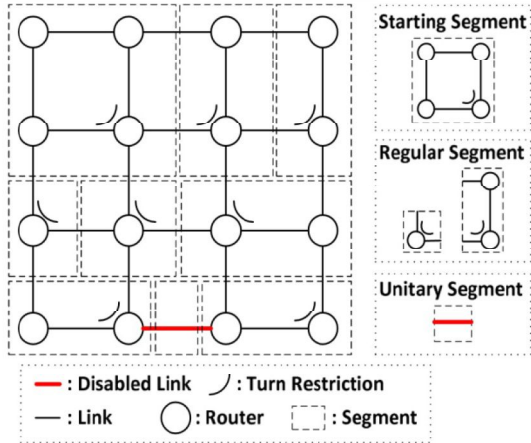 Starting Segment
Regular Segment
Unitary Segment
: Disabled Link : Turn Restriction
: Link : Router : Segment